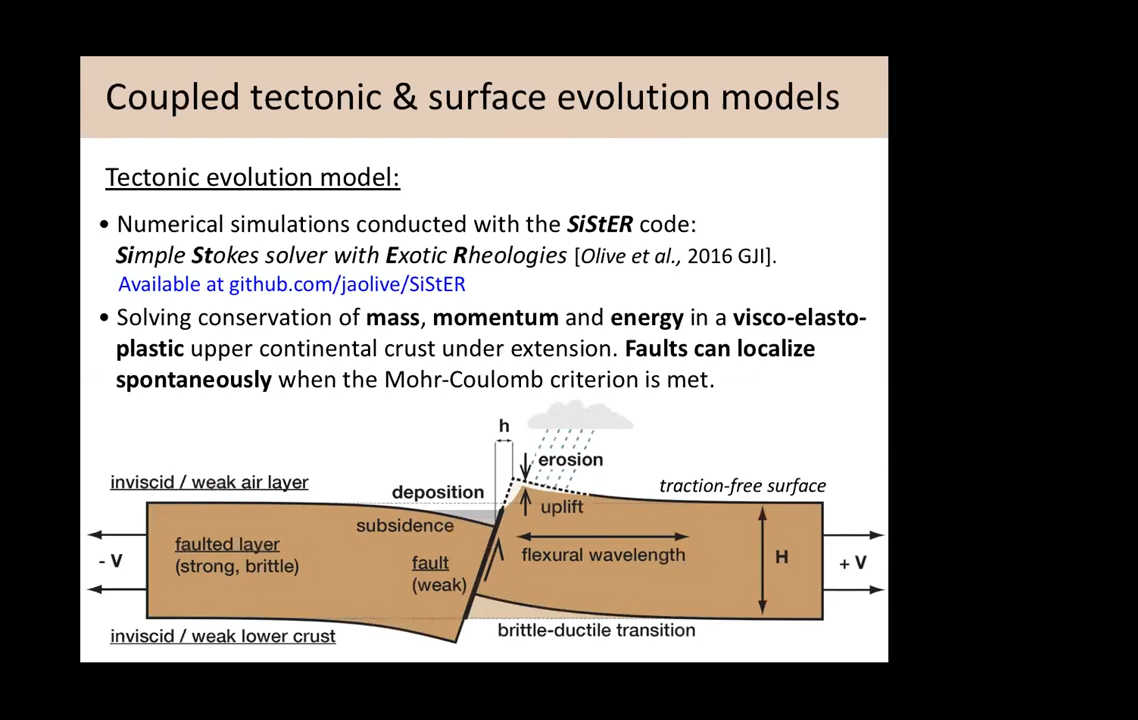 Coupled tectonic & surface evolution models
Tectonic evolution model:
• Numerical simulations conducted with the SiStER code:
Simple Stokes solver with Exotic Rheologies [Olive et al., 2016 GJI].
Available at github.com/jaolive/SiStER
• Solving conservation of mass, momentum and energy in a visco-elasto-
plastic upper continental crust under extension. Faults can localize
spontaneously when the Mohr-Coulomb criterion is met.
h
erosion
inviscid / weak air layer
deposition
traction-free surface
uplift
subsidence
faulted layer
(strong, brittle)
fault
(weak)
flexural wavelength
H
- V
+ V
brittle-ductile transition
inviscid / weak lower crust